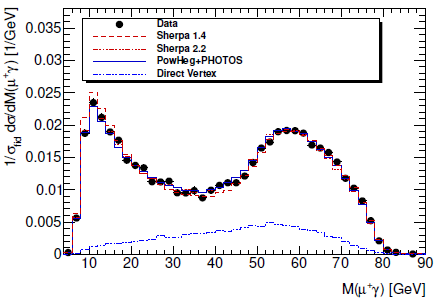 1/σfid dσ/dM(μ⁺γ) [1/GeV]
0.035
0.03
0.025
0.02
0.015
0.01
0.005
0
Data
Sherpa 1.4
Sherpa 2.2
PowHeg+PHOTOS
Direct Vertex
10 20 30 40 50 60 70 80 90
M(μ⁺γ) [GeV]